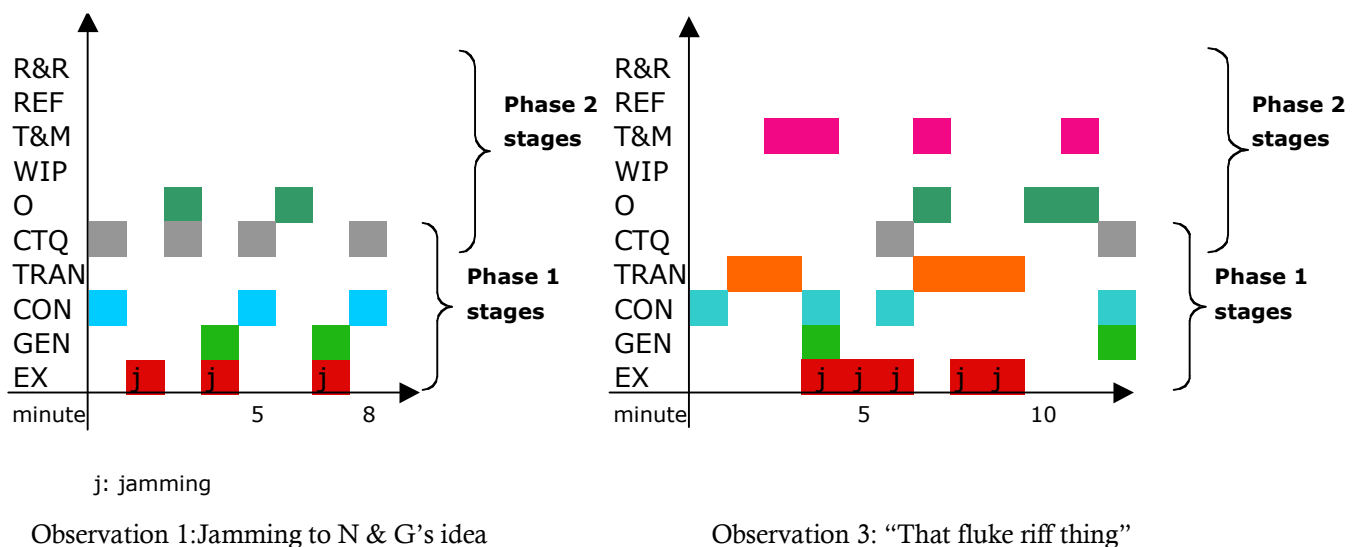 R&R
REF
T&M
WIP
O
CTQ
TRAN
CON
GEN
EX
j j j
minute 5 8
Phase 2
stages
Phase 1
stages
R&R
REF
T&M
WIP
O
CTQ
TRAN
CON
GEN
EX
j j j j j
minute 5 10
Phase 2
stages
Phase 1
stages
j: jamming
Observation 1:Jamming to N & G’s idea
Observation 3: “That fluke riff thing”